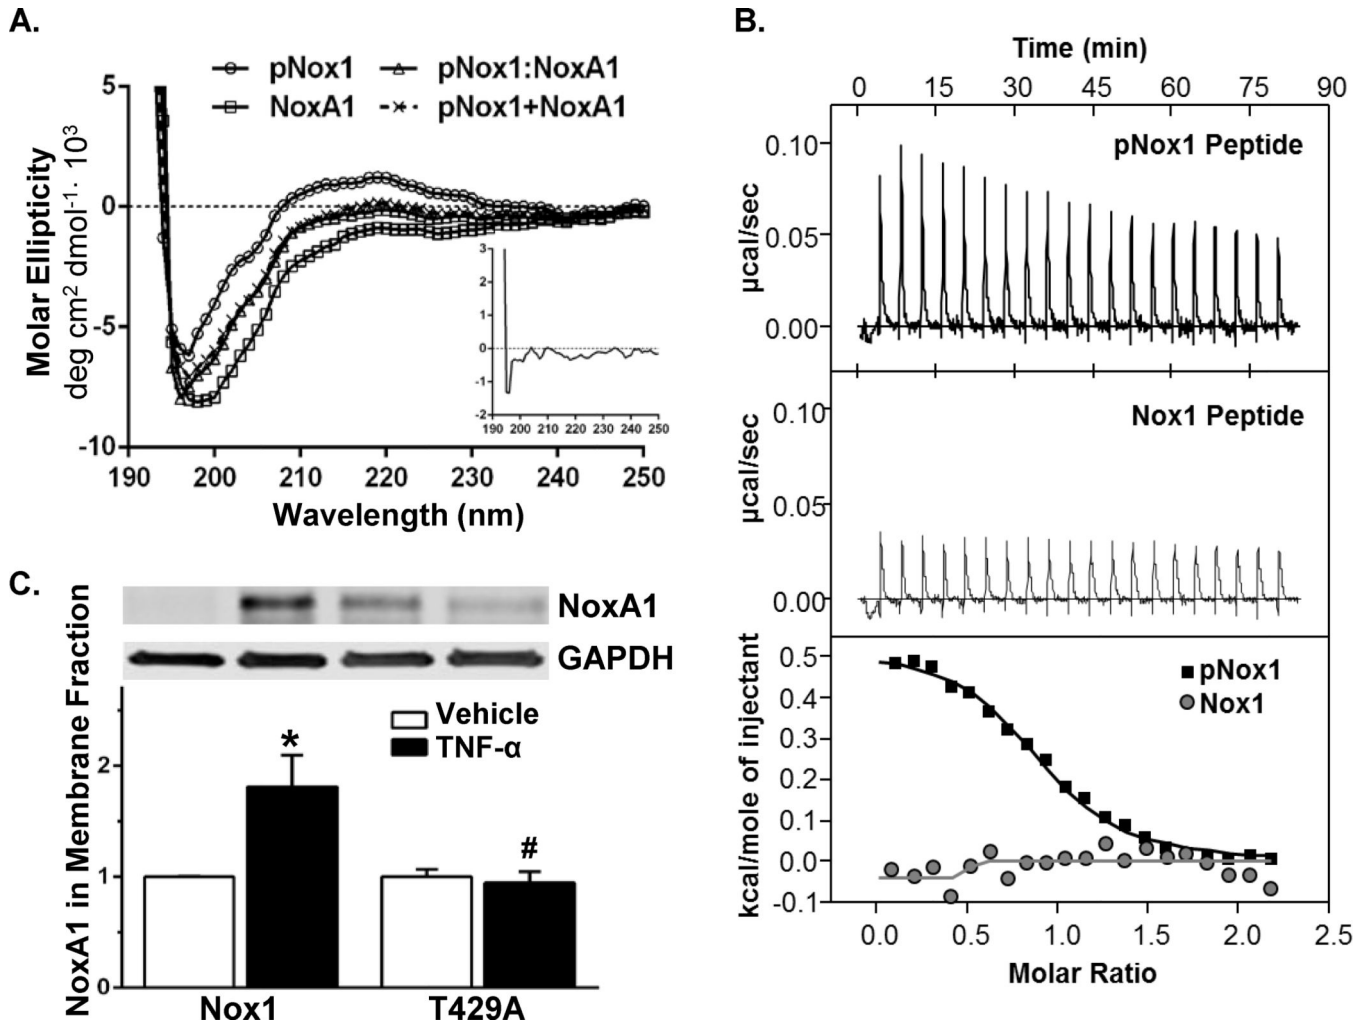 A.
pNox1
pNox1:NoxA1
NoxA1
pNox1+NoxA1
Molar Ellipticity
deg cm² dmol⁻¹· 10³
5
0
-5
-10
190 200 210 220 230 240 250
Wavelength (nm)
3
2
1
0
-1
-2
190 200 210 220 230 240 250
B.
Time (min)
0 15 30 45 60 75 90
pNox1 Peptide
µcal/sec
0.10
0.05
0.00
Nox1 Peptide
µcal/sec
0.10
0.05
0.00
pNox1
Nox1
kcal/mole of injectant
0.5
0.4
0.3
0.2
0.1
0.0
-0.1
0.0 0.5 1.0 1.5 2.0 2.5
Molar Ratio
C.
NoxA1
GAPDH
NoxA1 in Membrane Fraction
Vehicle
TNF-α
2
1
0
*
#
Nox1 T429A